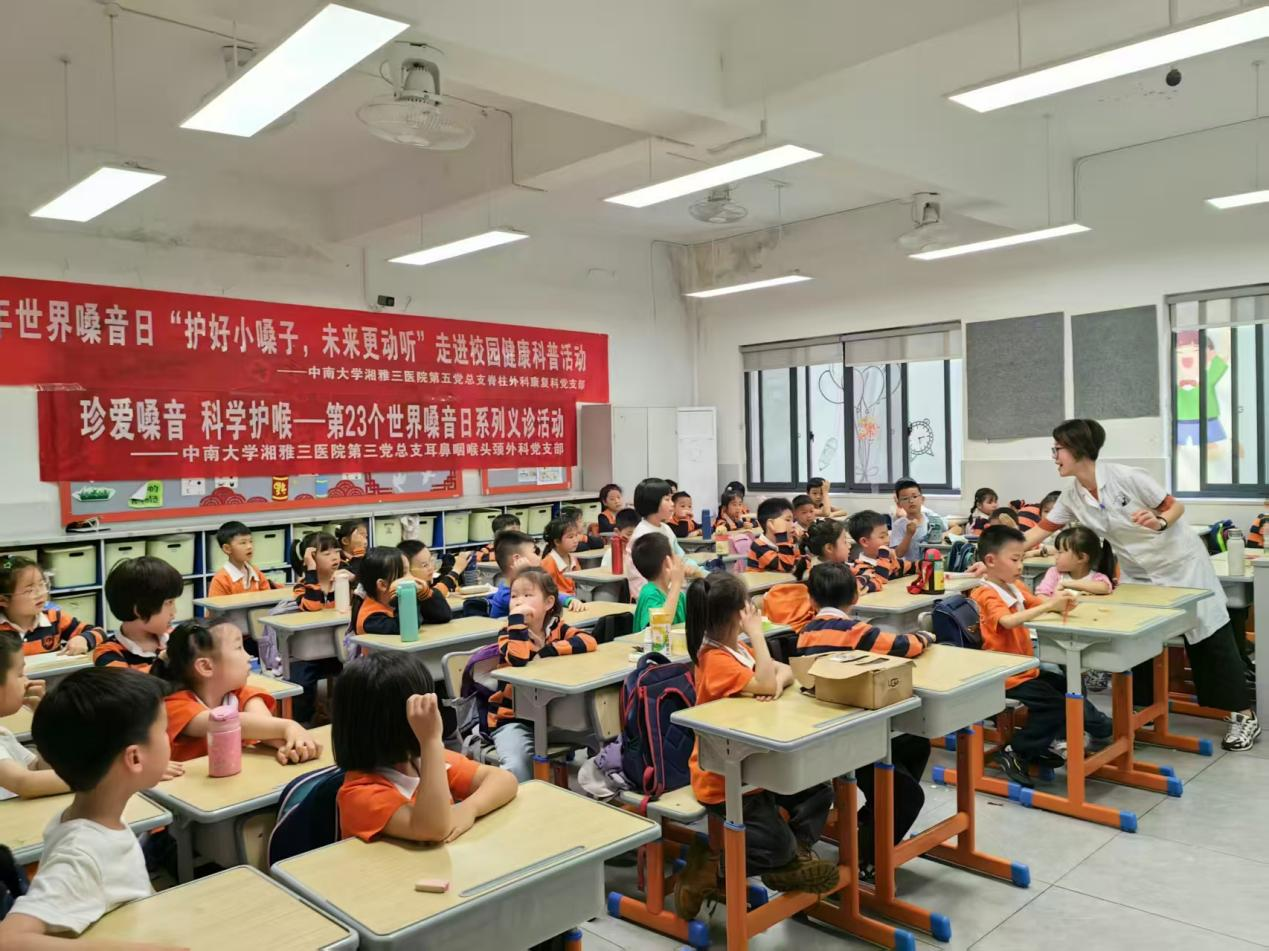 年世界嗓音日“护好小嗓子，未来更动听”走进校园健康科普活动
——中南大学湘雅三医院第五党总支脊柱外科康复科党支部
珍爱嗓音 科学护喉——第23个世界嗓音日系列义诊活动
——中南大学湘雅三医院第三党总支耳鼻咽喉头颈外科党支部